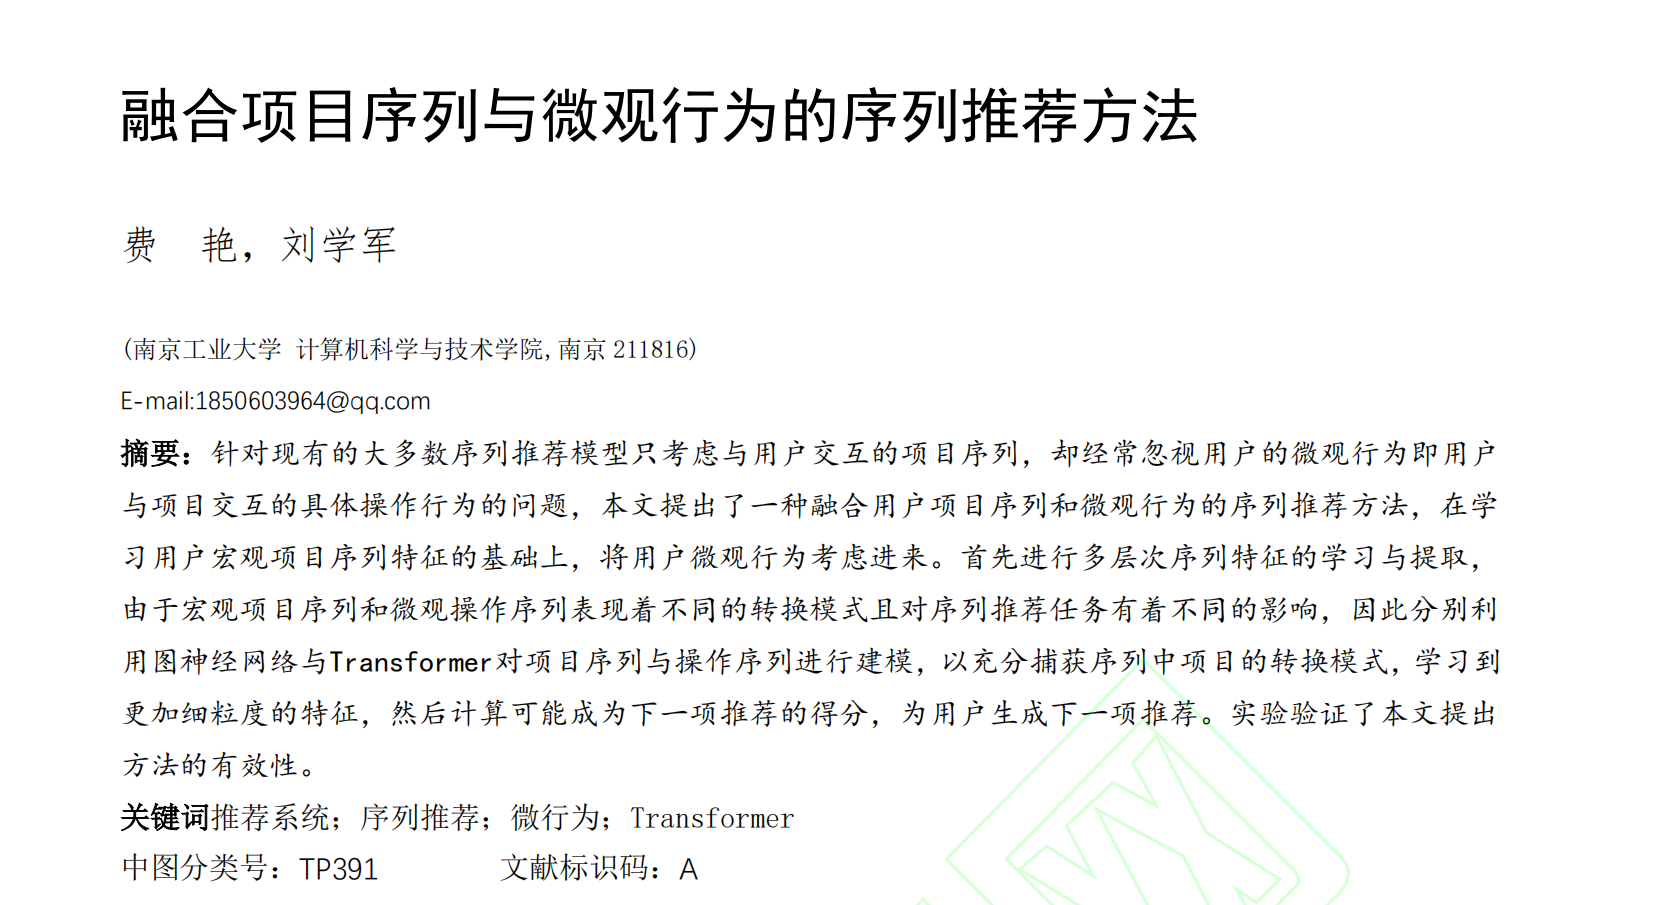 融合项目序列与微观行为的序列推荐方法
费　艳，刘学军
(南京工业大学 计算机科学与技术学院,南京 211816)
E-mail:1850603964@qq.com
摘要：针对现有的大多数序列推荐模型只考虑与用户交互的项目序列，却经常忽视用户的微观行为即用户
与项目交互的具体操作行为的问题，本文提出了一种融合用户项目序列和微观行为的序列推荐方法，在学
习用户宏观项目序列特征的基础上，将用户微观行为考虑进来。首先进行多层次序列特征的学习与提取，
由于宏观项目序列和微观操作序列表现着不同的转换模式且对序列推荐任务有着不同的影响，因此分别利
用图神经网络与Transformer对项目序列与操作序列进行建模，以充分捕获序列中项目的转换模式，学习到
更加细粒度的特征，然后计算可能成为下一项推荐的得分，为用户生成下一项推荐。实验验证了本文提出
方法的有效性。
关键词推荐系统；序列推荐；微行为；Transformer
中图分类号：TP391　　文献标识码：A